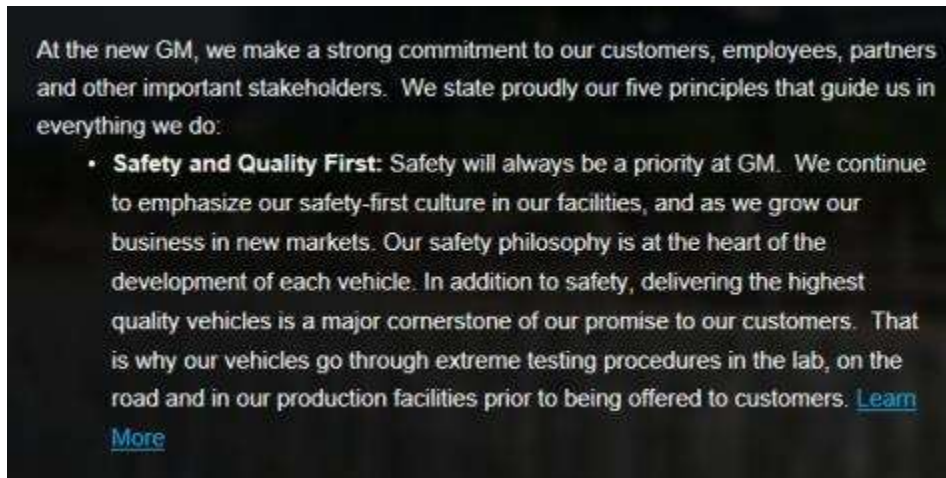 At the new GM, we make a strong commitment to our customers, employees, partners
and other important stakeholders.  We state proudly our five principles that guide us in
everything we do:
• Safety and Quality First: Safety will always be a priority at GM.  We continue
to emphasize our safety-first culture in our facilities, and as we grow our
business in new markets. Our safety philosophy is at the heart of the
development of each vehicle. In addition to safety, delivering the highest
quality vehicles is a major cornerstone of our promise to our customers.  That
is why our vehicles go through extreme testing procedures in the lab, on the
road and in our production facilities prior to being offered to customers. Learn
More